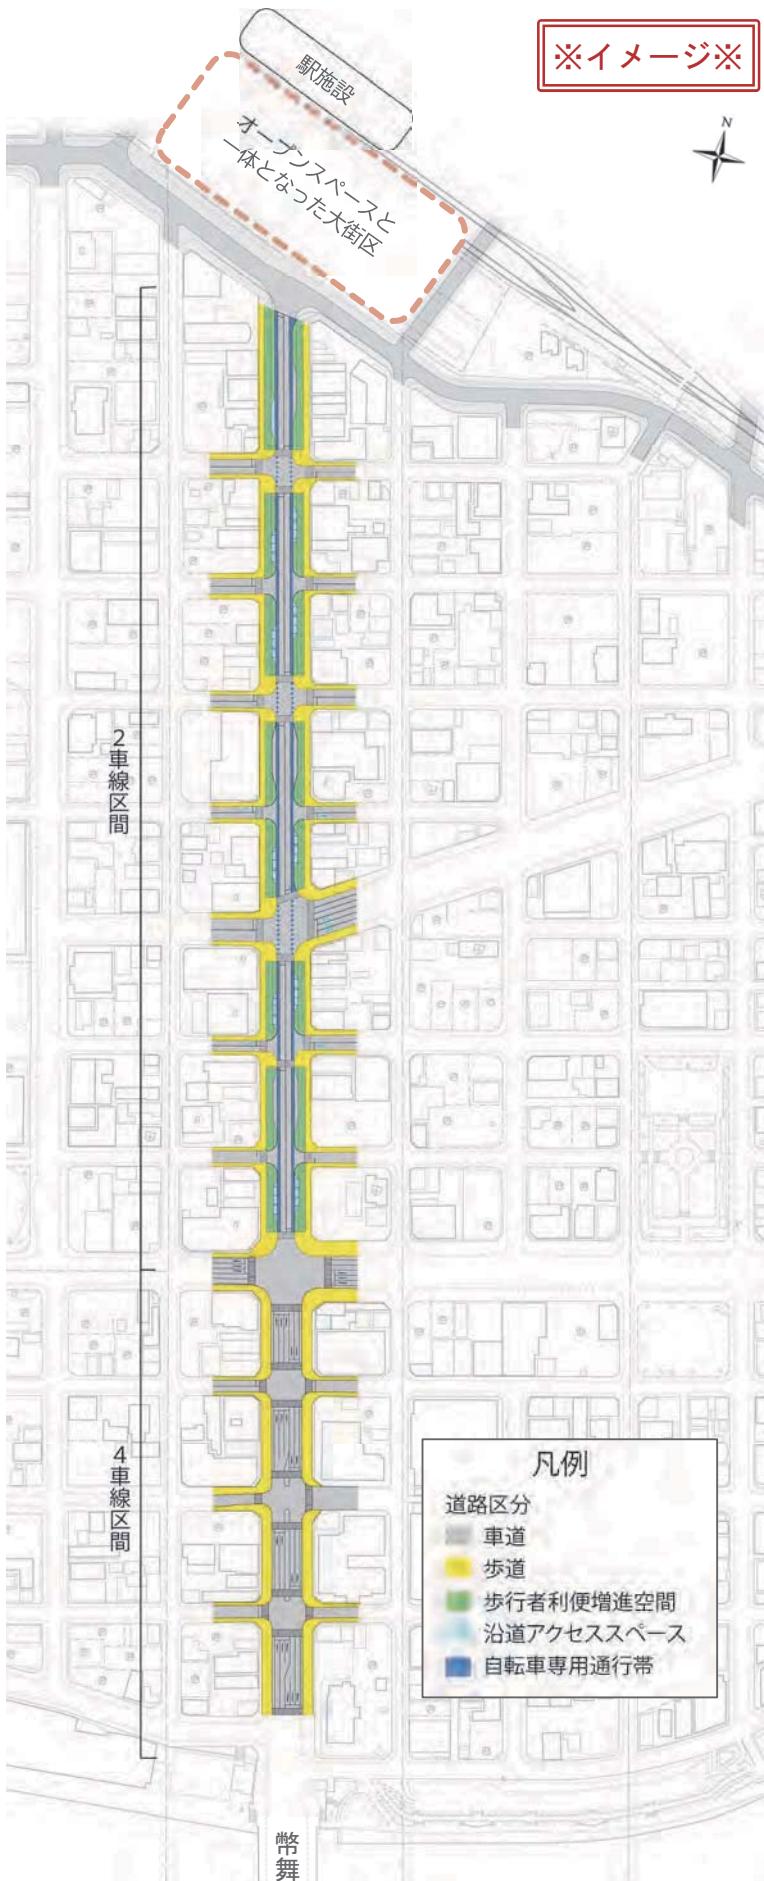 ※イメージ※
駅施設
N
オープンスペースと
一体となった大街区
2車線区間
4車線区間
凡例
道路区分
車道
歩道
歩行者利便増進空間
沿道アクセススペース
自転車専用通行帯
幣舞